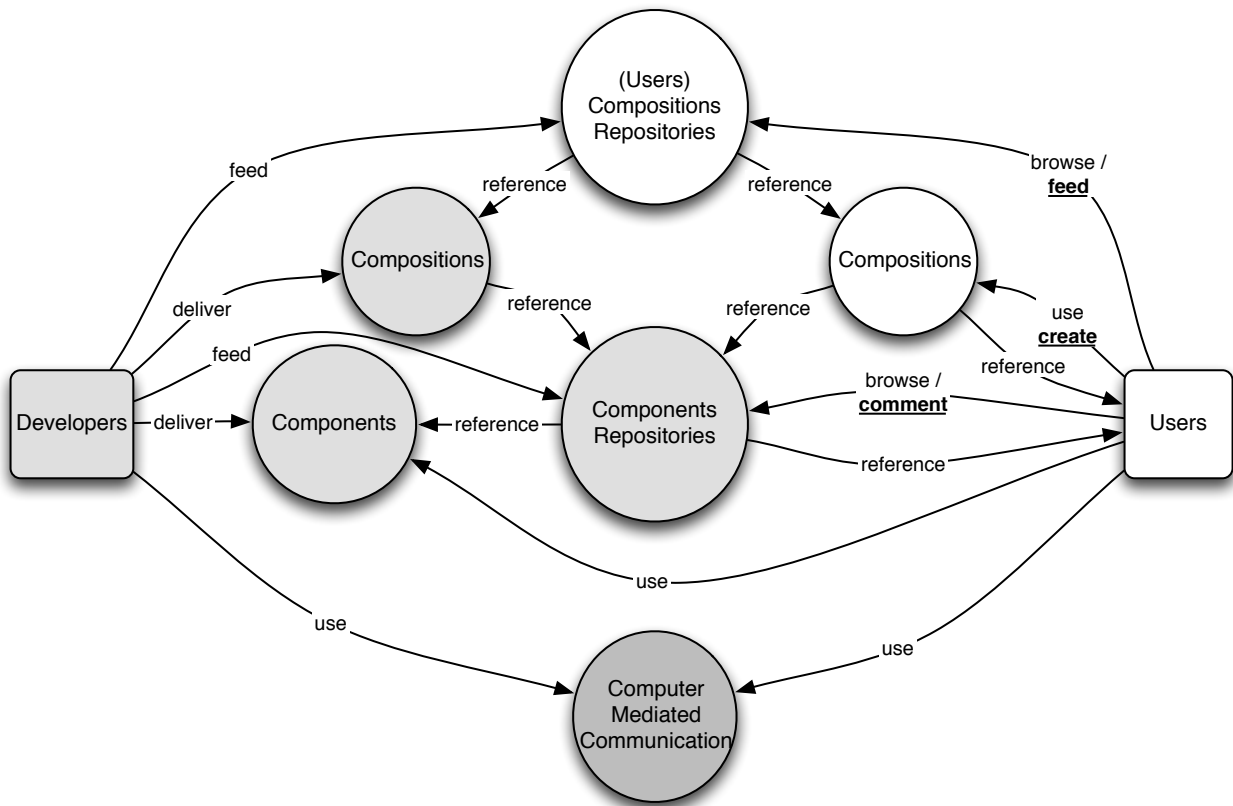 (Users)
Compositions
Repositories
feed
browse /
feed
reference
reference
Compositions
Compositions
deliver
reference
reference
use
create
feed
reference
browse /
comment
Developers
deliver
Components
reference
Components
Repositories
Users
reference
use
use
use
Computer
Mediated
Communication